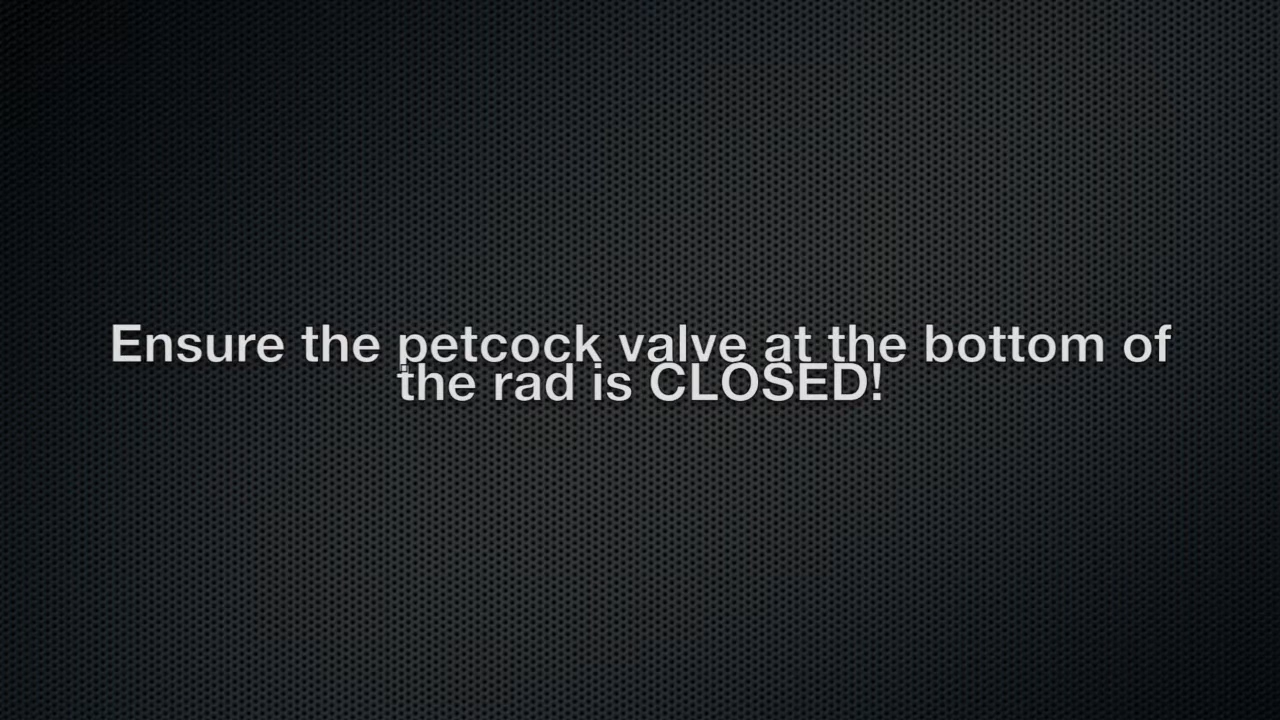 Ensure the petcock valve at the bottom of
the rad is CLOSED!